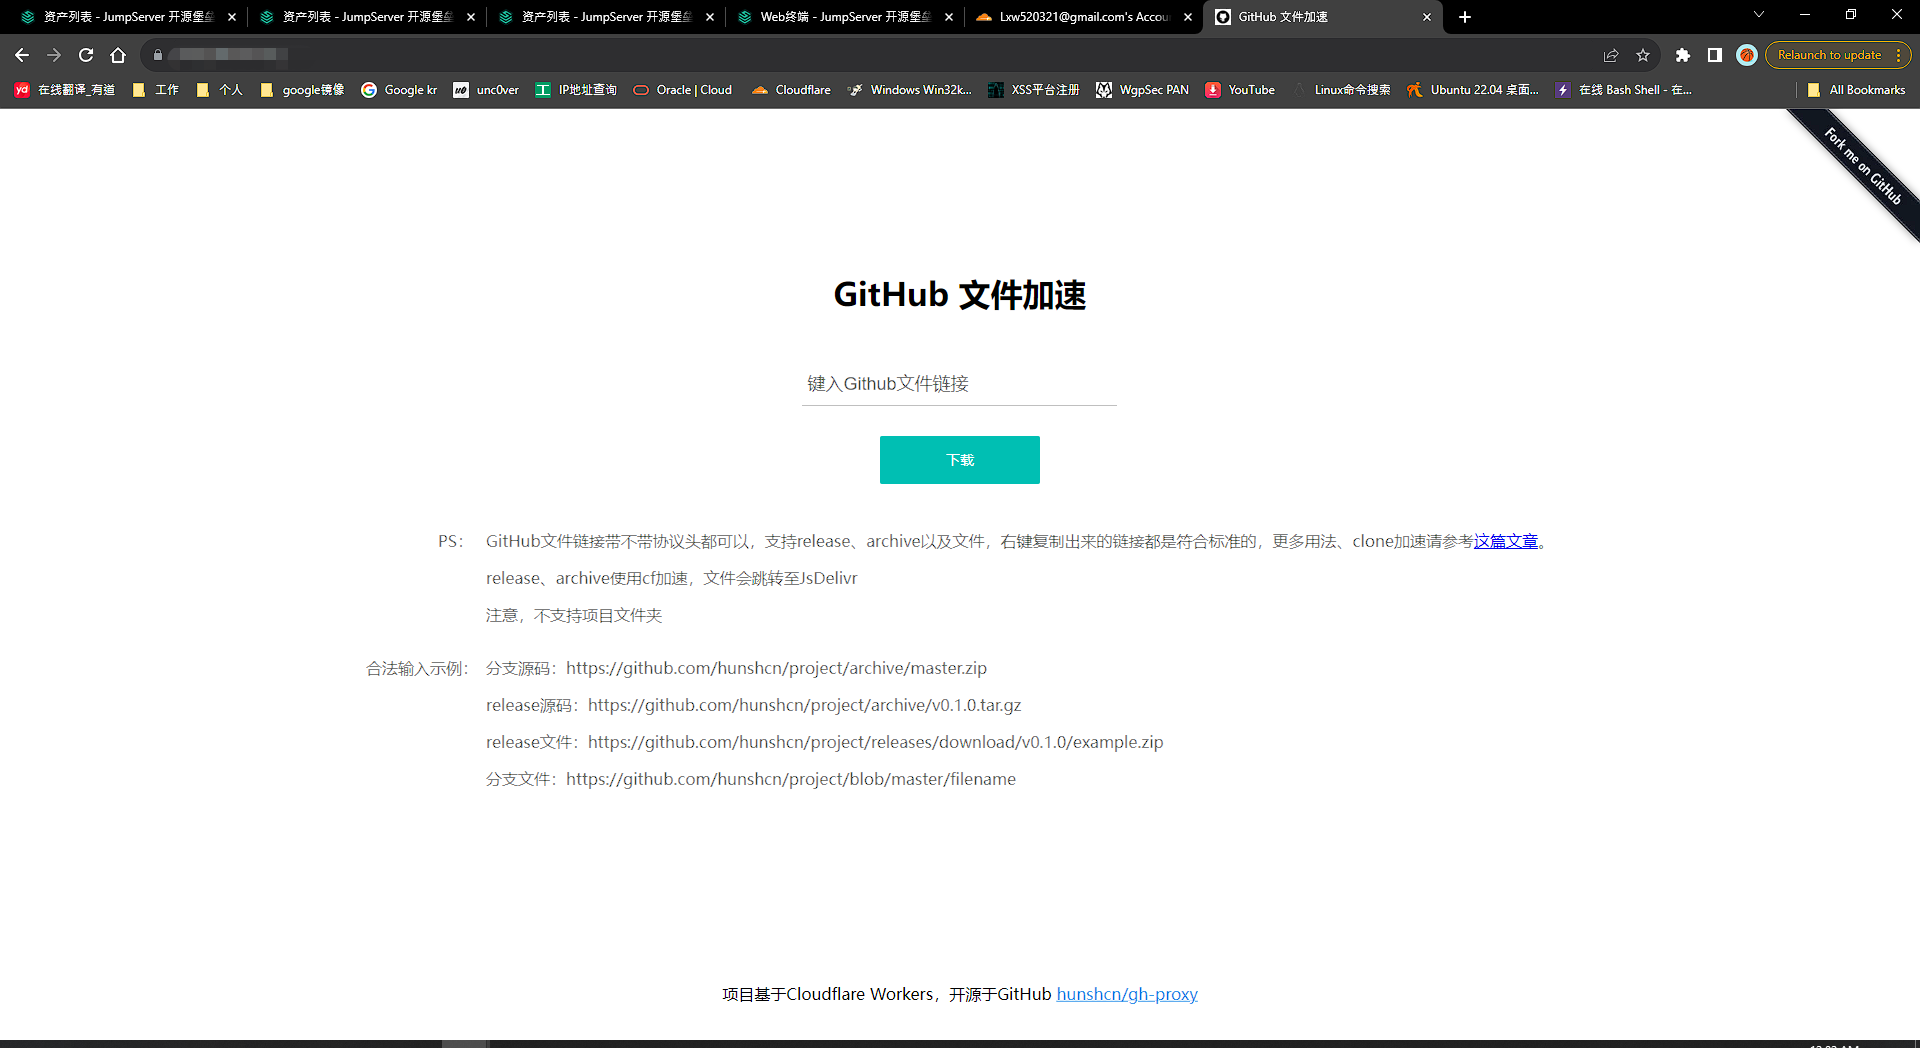 资产列表 - JumpServer 开源堡垒
资产列表 - JumpServer 开源堡垒
资产列表 - JumpServer 开源堡垒
Web终端 - JumpServer 开源堡垒
Lxw520321@gmail.com's Accou
GitHub 文件加速
Relaunch to update
yd 在线翻译_有道
工作
个人
google镜像
Google kr
unc0ver
IP地址查询
Oracle | Cloud
Cloudflare
Windows Win32k...
XSS平台注册
WgpSec PAN
YouTube
Linux命令搜索
Ubuntu 22.04 桌面...
在线 Bash Shell - 在...
All Bookmarks
Fork me on GitHub
GitHub 文件加速
键入Github文件链接
下载
PS： GitHub文件链接带不带协议头都可以，支持release、archive以及文件，右键复制出来的链接都是符合标准的，更多用法、clone加速请参考这篇文章。
release、archive使用cf加速，文件会跳转至JsDelivr
注意，不支持项目文件夹
合法输入示例： 分支源码：https://github.com/hunshcn/project/archive/master.zip
release源码：https://github.com/hunshcn/project/archive/v0.1.0.tar.gz
release文件：https://github.com/hunshcn/project/releases/download/v0.1.0/example.zip
分支文件：https://github.com/hunshcn/project/blob/master/filename
项目基于Cloudflare Workers，开源于GitHub hunshcn/gh-proxy